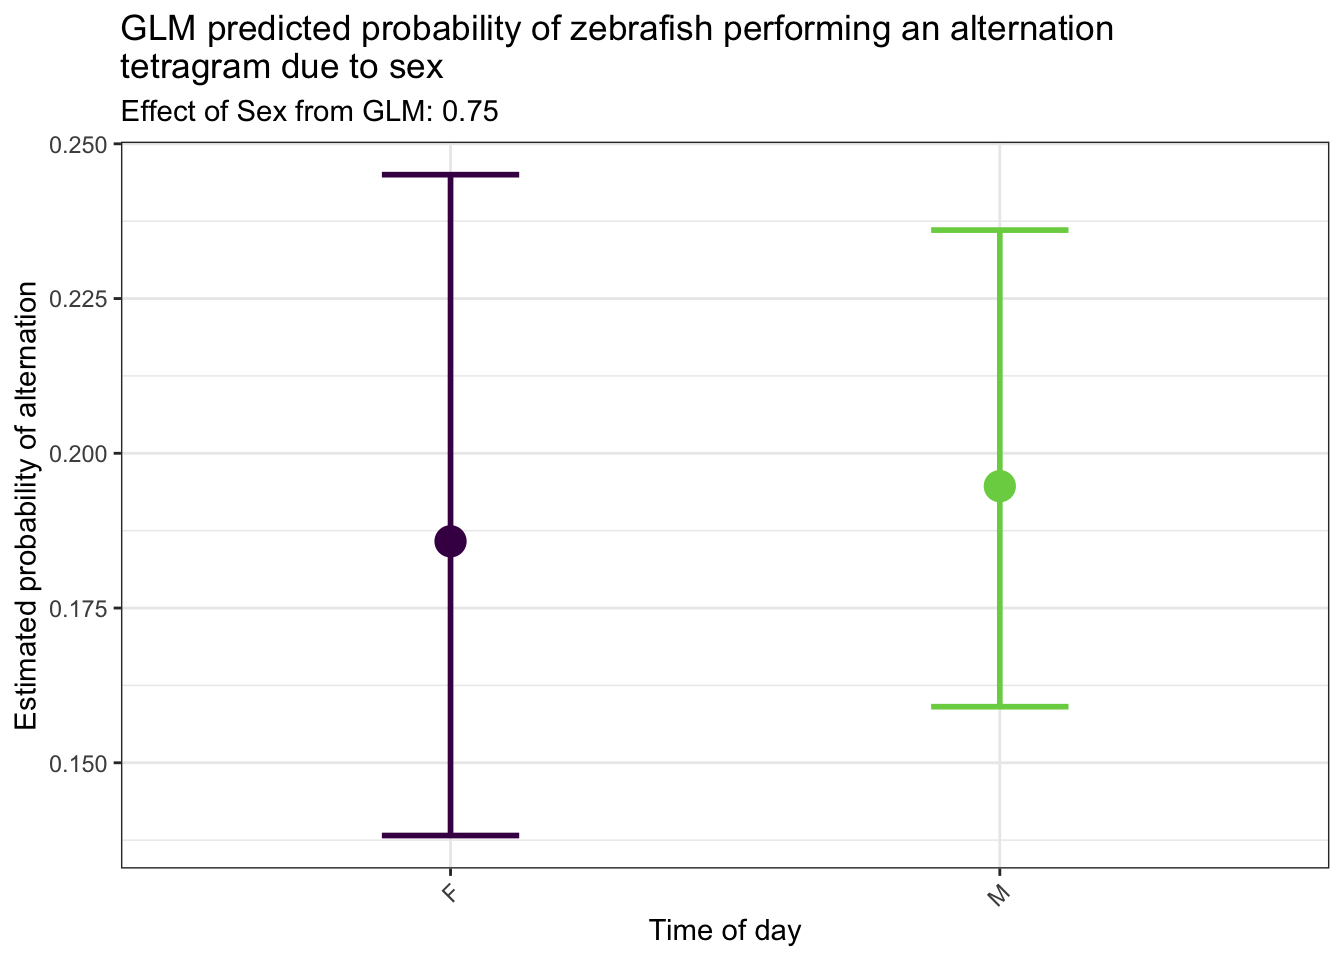 GLM predicted probability of zebrafish performing an alternation
tetragram due to sex
Effect of Sex from GLM: 0.75
Estimated probability of alternation
0.250
0.225
0.200
0.175
0.150
F
M
Time of day